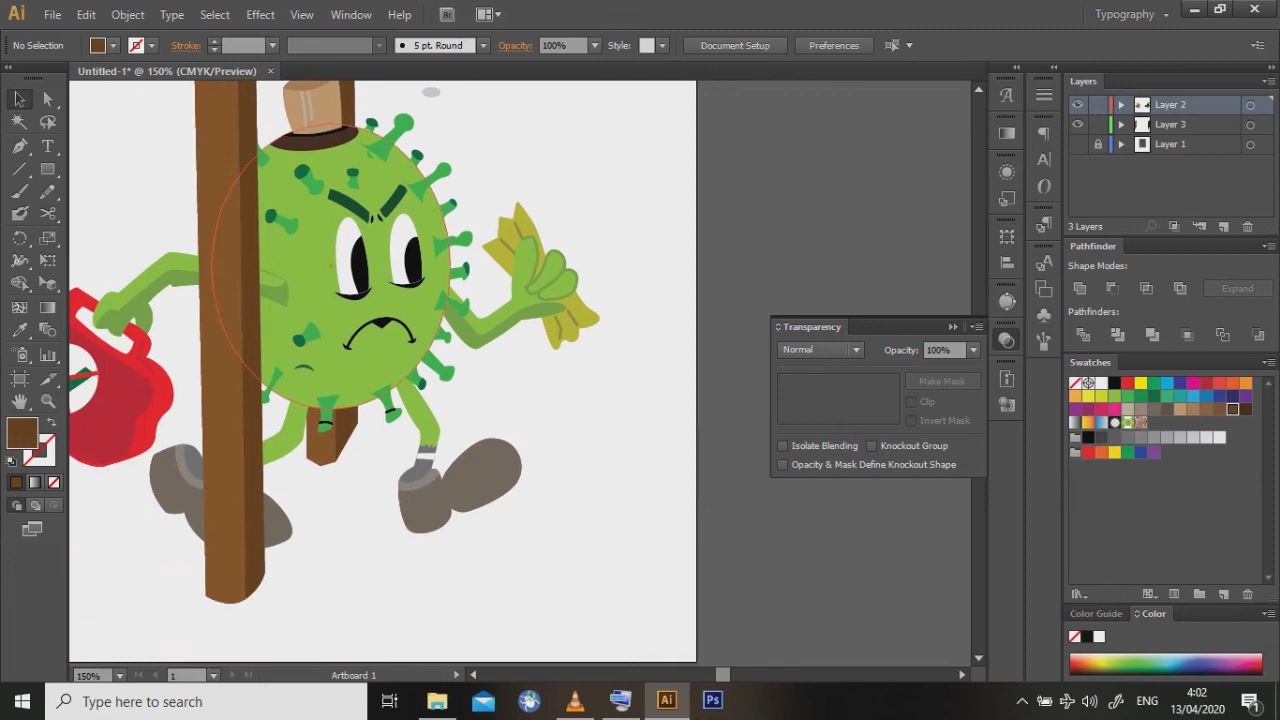 Ai File Edit Object Type Select Effect View Window Help Br Typography
No Selection Stroke: 5 pt. Round Opacity: 100% Style: Document Setup Preferences
Untitled-1* @ 150% (CMYK/Preview)
Layers
Layer 2
Layer 3
Layer 1
3 Layers
Pathfinder
Shape Modes:
Expand
Pathfinders:
Transparency
Normal Opacity: 100%
Make Mask
Clip
Invert Mask
Isolate Blending Knockout Group
Opacity & Mask Define Knockout Shape
Swatches
Color Guide Color
150% 1 Artboard 1
Type here to search
Ai Ps
ENG
4:02
13/04/2020
1